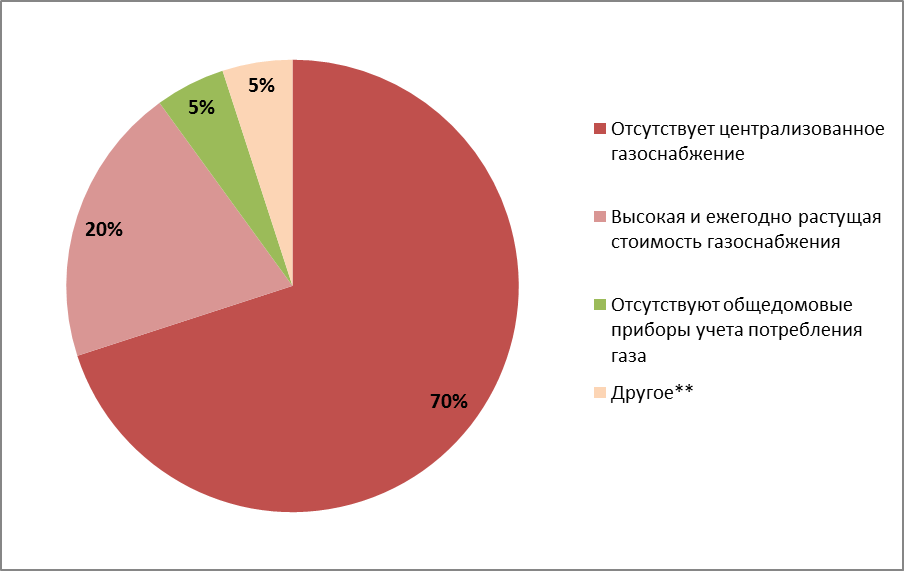 5%
5%
20%
70%
Отсутствует централизованное
газоснабжение
Высокая и ежегодно растущая
стоимость газоснабжения
Отсутствуют общедомовые
приборы учета потребления
газа
Другое**